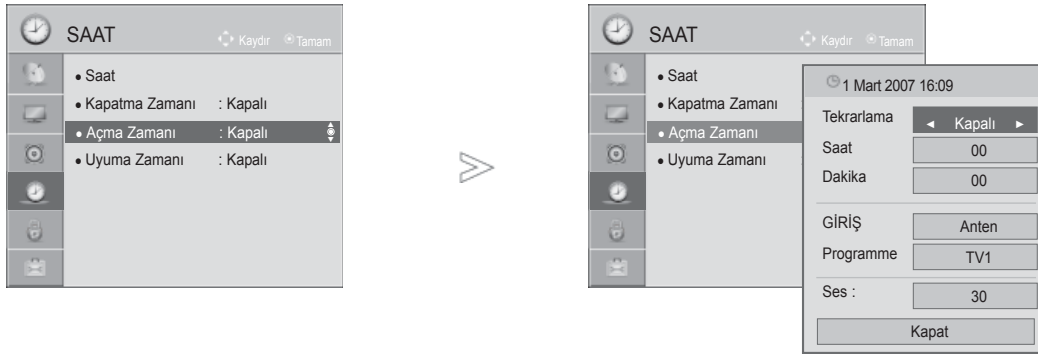 SAAT Kaydır Tamam
• Saat
• Kapatma Zamanı : Kapalı
• Açma Zamanı : Kapalı
• Uyuma Zamanı : Kapalı
SAAT Kaydır Tamam
• Saat
• Kapatma Zamanı
• Açma Zamanı
• Uyuma Zamanı
1 Mart 2007 16:09
Tekrarlama ◄ Kapalı ►
Saat 00
Dakika 00
GİRİŞ Anten
Programme TV1
Ses : 30
Kapat